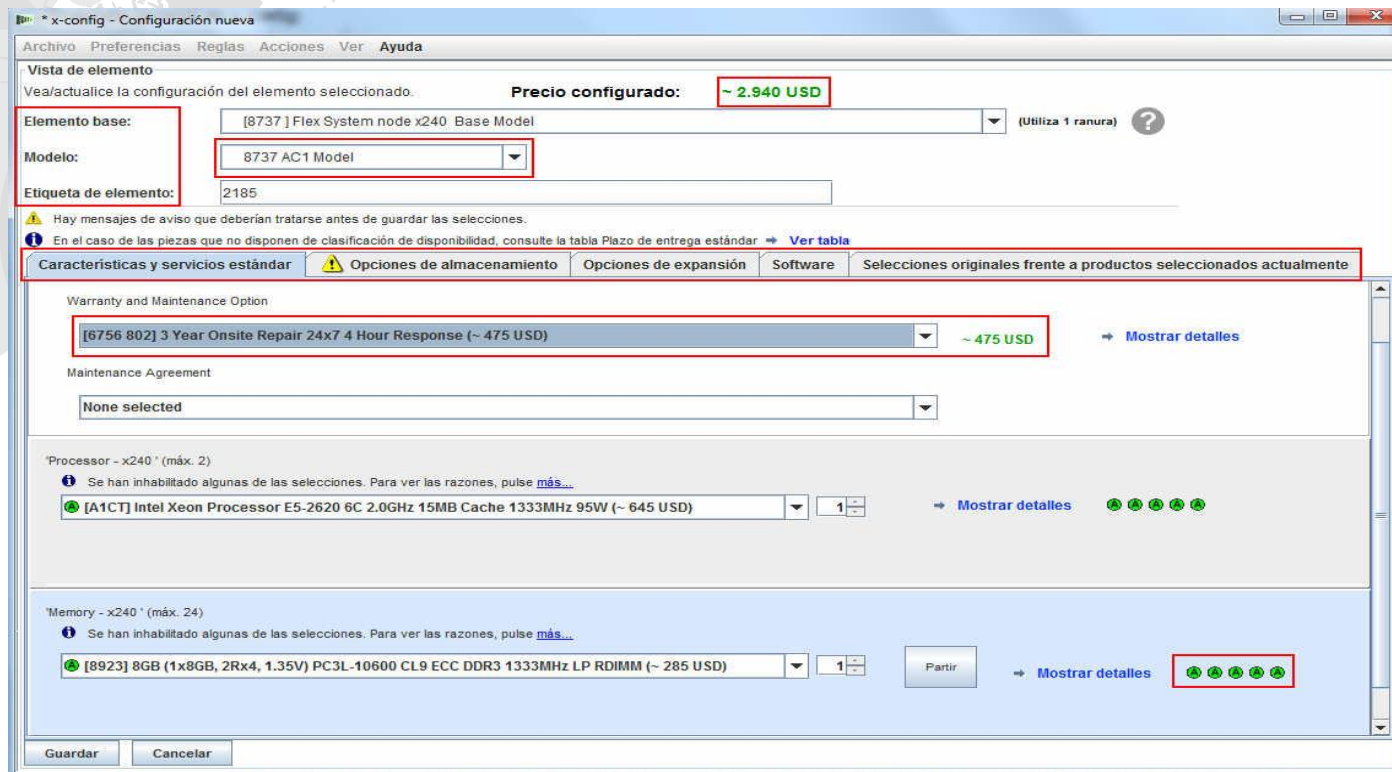 * x-config - Configuración nueva
Archivo Preferencias Reglas Acciones Ver Ayuda
Vista de elemento
Vea/actualice la configuración del elemento seleccionado. Precio configurado: ~ 2.940 USD
Elemento base: [8737 ] Flex System node x240 Base Model (Utiliza 1 ranura) ?
Modelo: 8737 AC1 Model
Etiqueta de elemento: 2185
Hay mensajes de aviso que deberían tratarse antes de guardar las selecciones.
En el caso de las piezas que no disponen de clasificación de disponibilidad, consulte la tabla Plazo de entrega estándar ➡ Ver tabla
Características y servicios estándar Opciones de almacenamiento Opciones de expansión Software Selecciones originales frente a productos seleccionados actualmente
Warranty and Maintenance Option
[6756 802] 3 Year Onsite Repair 24x7 4 Hour Response (~ 475 USD) ~ 475 USD ➡ Mostrar detalles
Maintenance Agreement
None selected
'Processor - x240 ' (máx. 2)
Se han inhabilitado algunas de las selecciones. Para ver las razones, pulse más...
A [A1CT] Intel Xeon Processor E5-2620 6C 2.0GHz 15MB Cache 1333MHz 95W (~ 645 USD) 1 ➡ Mostrar detalles A A A A A
'Memory - x240 ' (máx. 24)
Se han inhabilitado algunas de las selecciones. Para ver las razones, pulse más...
A [8923] 8GB (1x8GB, 2Rx4, 1.35V) PC3L-10600 CL9 ECC DDR3 1333MHz LP RDIMM (~ 285 USD) 1 Partir ➡ Mostrar detalles A A A A A
Guardar Cancelar